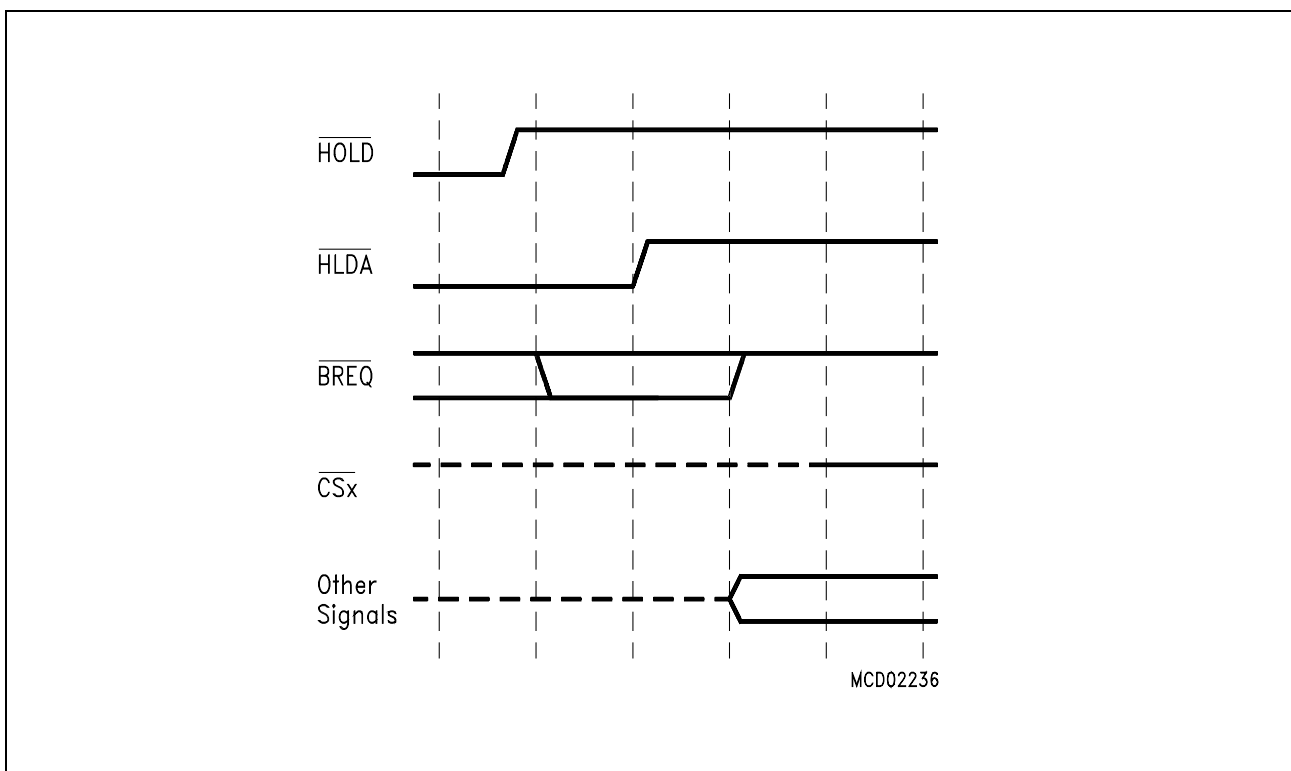 HOLD
HLDA
BREQ
CSx
Other
Signals
MCD02236